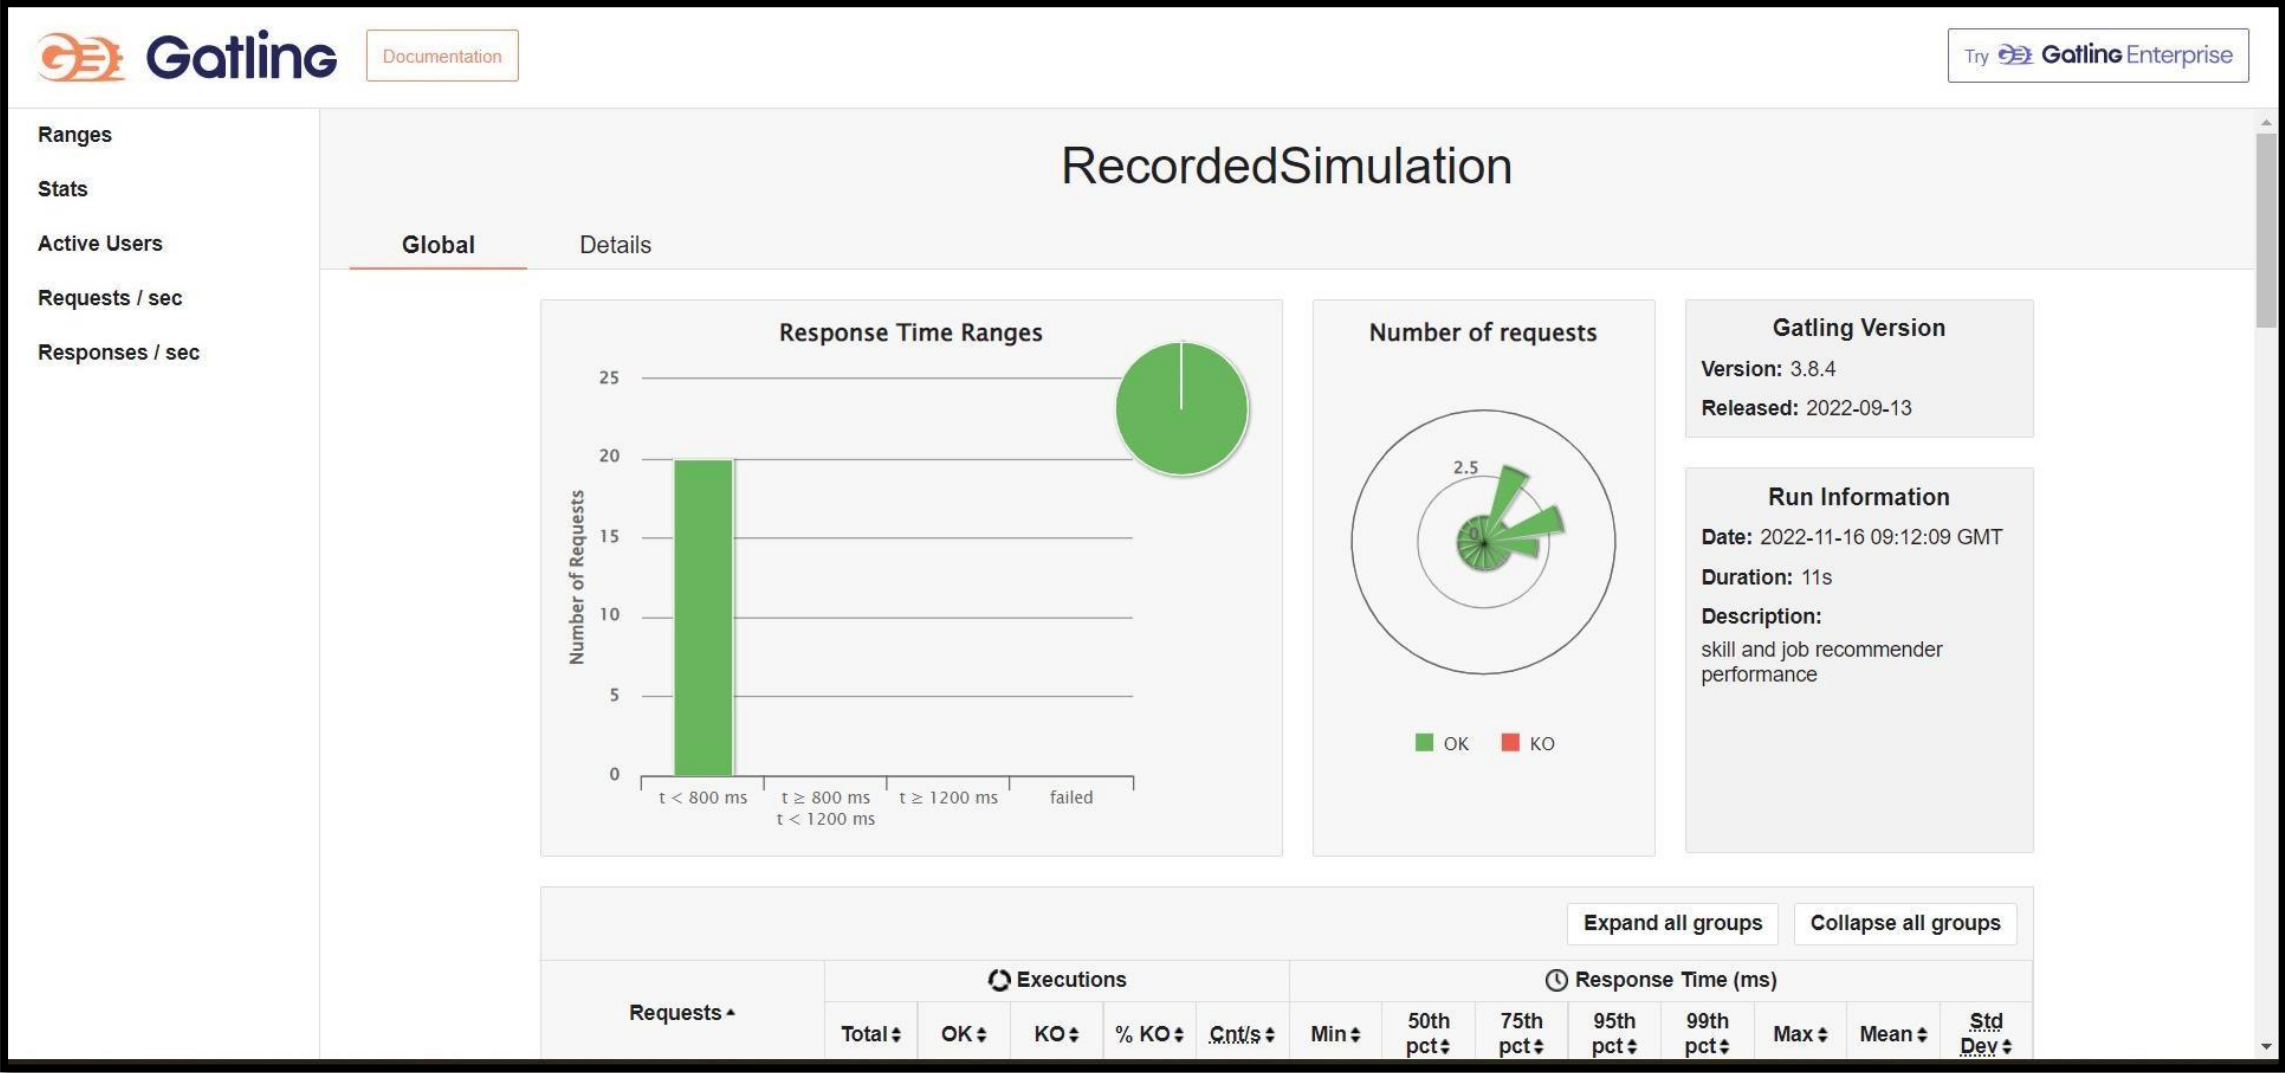 Gatling
Documentation
Try Gatling Enterprise
Ranges
Stats
Active Users
Requests / sec
Responses / sec
RecordedSimulation
Global
Details
Response Time Ranges
25
20
15
10
5
0
Number of Requests
t < 800 ms
t ≥ 800 ms
t < 1200 ms
t ≥ 1200 ms
failed
Number of requests
2.5
0
OK
KO
Gatling Version
Version: 3.8.4
Released: 2022-09-13
Run Information
Date: 2022-11-16 09:12:09 GMT
Duration: 11s
Description:
skill and job recommender
performance
Expand all groups
Collapse all groups
Requests
Executions
Response Time (ms)
Total
OK
KO
% KO
Cnt/s
Min
50th
pct
75th
pct
95th
pct
99th
pct
Max
Mean
Std
Dev